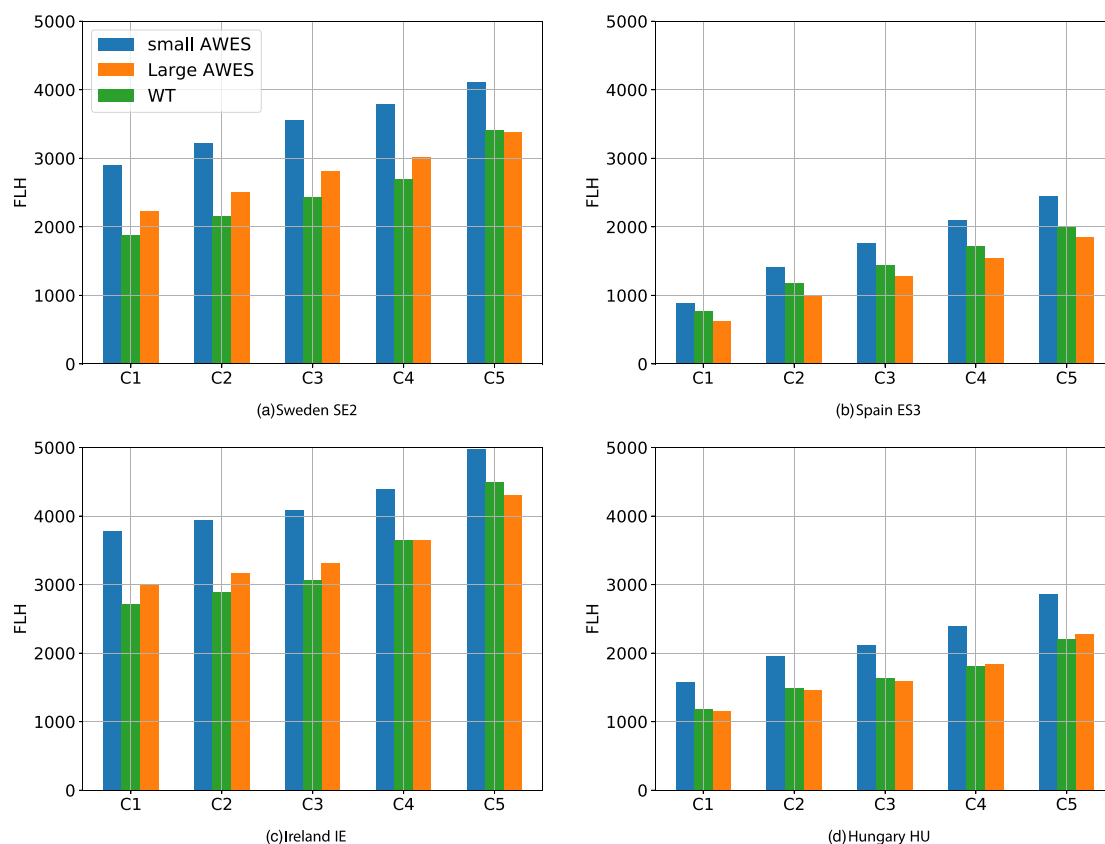 5000
4000
3000
2000
1000
0
FLH
small AWES
Large AWES
WT
C1 C2 C3 C4 C5
(a)Sweden SE2
5000
4000
3000
2000
1000
0
FLH
C1 C2 C3 C4 C5
(b)Spain ES3
5000
4000
3000
2000
1000
0
FLH
C1 C2 C3 C4 C5
(c)Ireland IE
5000
4000
3000
2000
1000
0
FLH
C1 C2 C3 C4 C5
(d)Hungary HU